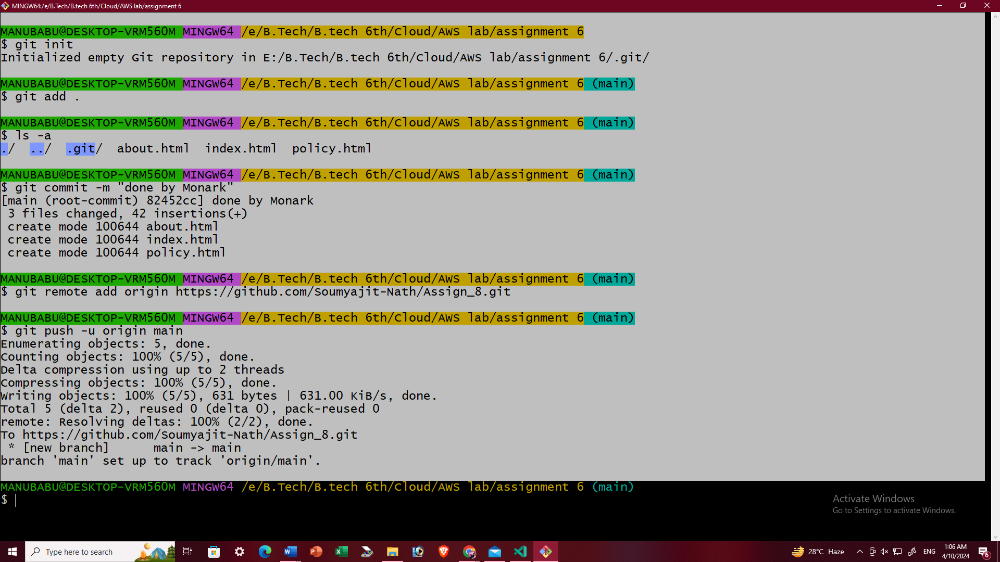 MINGW64:/e/B.Tech/B.tech 6th/Cloud/AWS lab/assignment 6
MANUBABU@DESKTOP-VRM560M MINGW64 /e/B.Tech/B.tech 6th/Cloud/AWS lab/assignment 6
$ git init
Initialized empty Git repository in E:/B.Tech/B.tech 6th/Cloud/AWS lab/assignment 6/.git/
MANUBABU@DESKTOP-VRM560M MINGW64 /e/B.Tech/B.tech 6th/Cloud/AWS lab/assignment 6 (main)
$ git add .
MANUBABU@DESKTOP-VRM560M MINGW64 /e/B.Tech/B.tech 6th/Cloud/AWS lab/assignment 6 (main)
$ ls -a
./  ../  .git/  about.html  index.html  policy.html
MANUBABU@DESKTOP-VRM560M MINGW64 /e/B.Tech/B.tech 6th/Cloud/AWS lab/assignment 6 (main)
$ git commit -m "done by Monark"
[main (root-commit) 82452cc] done by Monark
 3 files changed, 42 insertions(+)
 create mode 100644 about.html
 create mode 100644 index.html
 create mode 100644 policy.html
MANUBABU@DESKTOP-VRM560M MINGW64 /e/B.Tech/B.tech 6th/Cloud/AWS lab/assignment 6 (main)
$ git remote add origin https://github.com/Soumyajit-Nath/Assign_8.git
MANUBABU@DESKTOP-VRM560M MINGW64 /e/B.Tech/B.tech 6th/Cloud/AWS lab/assignment 6 (main)
$ git push -u origin main
Enumerating objects: 5, done.
Counting objects: 100% (5/5), done.
Delta compression using up to 2 threads
Compressing objects: 100% (5/5), done.
Writing objects: 100% (5/5), 631 bytes | 631.00 KiB/s, done.
Total 5 (delta 2), reused 0 (delta 0), pack-reused 0
remote: Resolving deltas: 100% (2/2), done.
To https://github.com/Soumyajit-Nath/Assign_8.git
 * [new branch]      main -> main
branch 'main' set up to track 'origin/main'.
MANUBABU@DESKTOP-VRM560M MINGW64 /e/B.Tech/B.tech 6th/Cloud/AWS lab/assignment 6 (main)
$
Activate Windows
Go to Settings to activate Windows.
Type here to search
28°C Haze
ENG
1:06 AM
4/10/2024
6